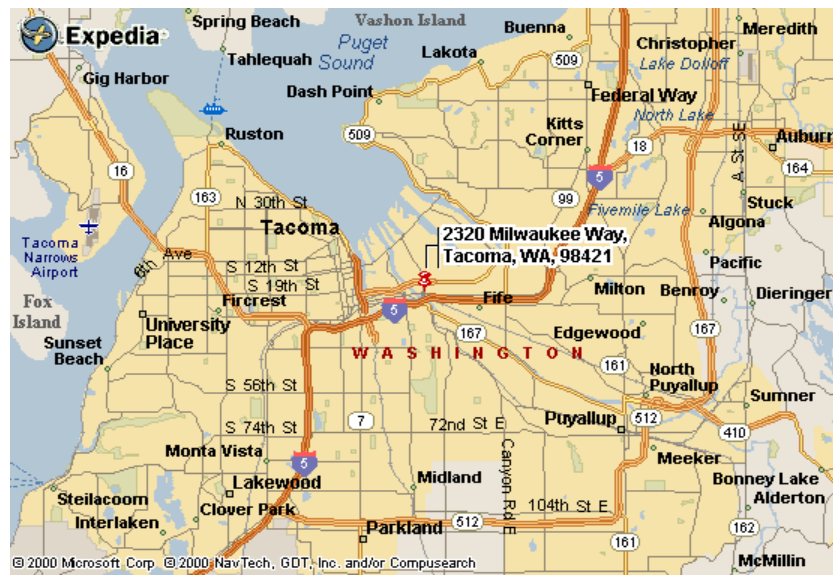 Expedia
Spring Beach
Vashon Island
Buenna
Meredith
Puget
Sound
Christopher
Tahlequah
Lakota
509
Lake Dolloff
Gig Harbor
Dash Point
Federal Way
North Lake
Ruston
509
Kitts
Corner
18
Auburn
16
5
164
163
99
A St SE
Stuck
N 30th St
Tacoma
Fivemile Lake
Algona
2320 Milwaukee Way,
Tacoma, WA, 98421
Tacoma
Narrows
Airport
6th Ave
S 12th St
Pacific
S 19th St
Milton
Benroy
Dieringer
Fox
Island
Fircrest
5
Fife
University
Place
167
Edgewood
167
Sunset
Beach
WASHINGTON
161
North
Puyallup
S 56th St
Sumner
Puyallup
512
S 74th St
7
72nd St E
410
Monta Vista
5
Canyon Rd E
Meeker
Midland
Bonney Lake
Steilacoorn
Lakewood
Alderton
Clover Park
104th St E
Interlaken
512
162
Parkland
161
McMillin
© 2000 Microsoft Corp © 2000 NavTech, GDT, Inc. and/or Compusearch